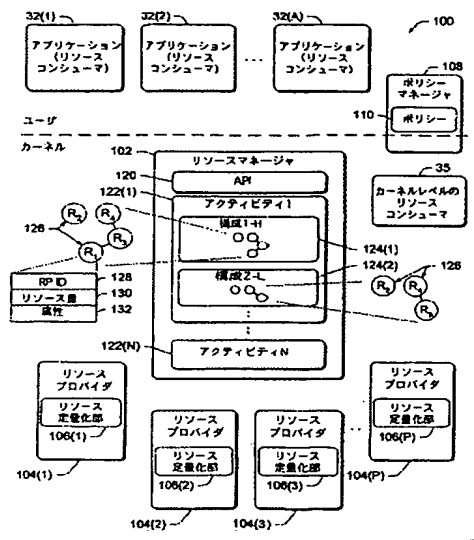 32(1)
32(2)
32(A)
100
アプリケーション
(リソース
コンシューマ)
アプリケーション
(リソース
コンシューマ)
...
アプリケーション
(リソース
コンシューマ)
108
ポリシー
マネージャ
110
ポリシー
ユーザ
カーネル
102
リソースマネージャ
120
API
35
カーネルレベルの
リソース
コンシューマ
122(1)
アクティビティ1
構成1-H
124(1)
構成2-L
124(2)
126
R2
R4
R3
R1
126
RP ID
128
リソース量
130
属性
132
122(N)
アクティビティN
リソース
プロバイダ
リソース
定量化部
106(1)
104(1)
リソース
プロバイダ
リソース
定量化部
106(2)
104(2)
リソース
プロバイダ
リソース
定量化部
106(3)
104(3)
リソース
プロバイダ
リソース
定量化部
106(P)
104(P)